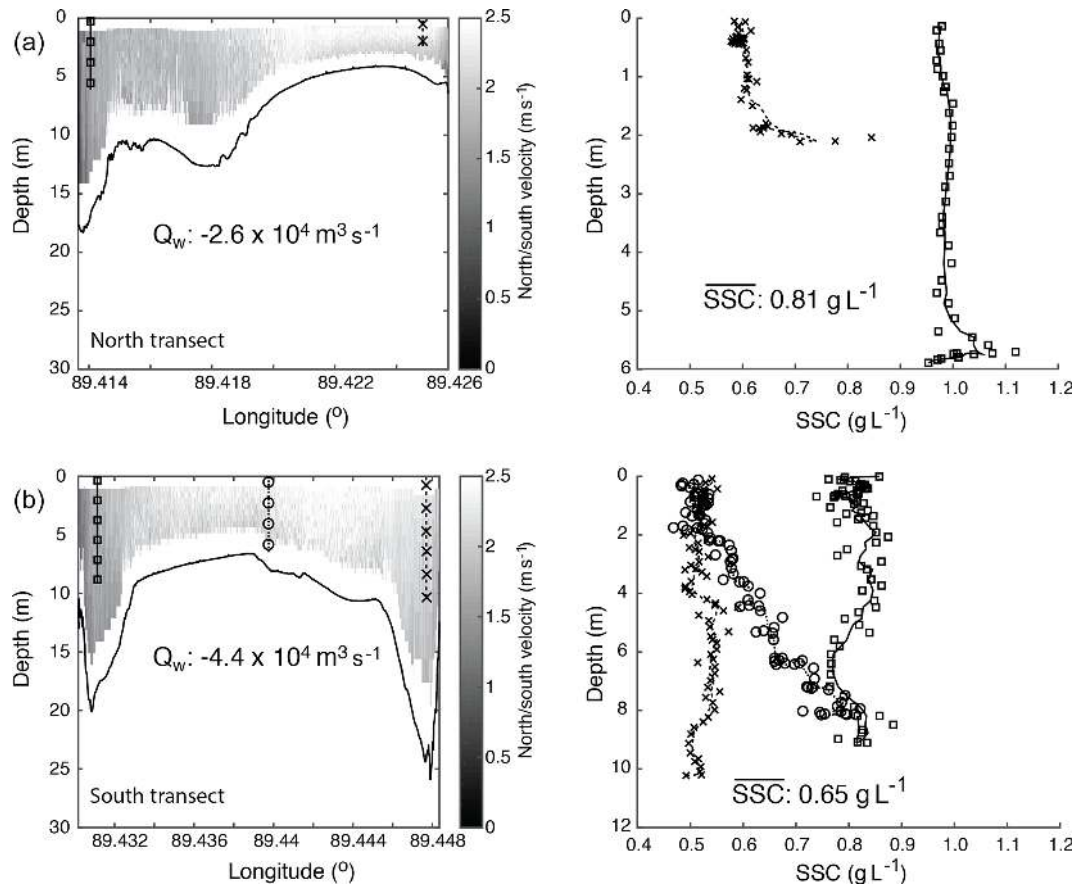 (a)
0
5
10
15
20
25
30
Depth (m)
Q_w: -2.6 x 10⁴ m³ s⁻¹
North transect
89.414 89.418 89.422 89.426
Longitude (°)
2.5
2
1.5
1
0.5
0
North/south velocity (m s⁻¹)
0
1
2
3
4
5
6
Depth (m)
SSC: 0.81 g L⁻¹
0.4 0.5 0.6 0.7 0.8 0.9 1.0 1.1 1.2
SSC (g L⁻¹)
(b)
0
5
10
15
20
25
30
Depth (m)
Q_w: -4.4 x 10⁴ m³ s⁻¹
South transect
89.432 89.436 89.44 89.444 89.448
Longitude (°)
2.5
2
1.5
1
0.5
0
North/south velocity (m s⁻¹)
0
2
4
6
8
10
12
Depth (m)
SSC: 0.65 g L⁻¹
0.4 0.5 0.6 0.7 0.8 0.9 1.0 1.1 1.2
SSC (g L⁻¹)